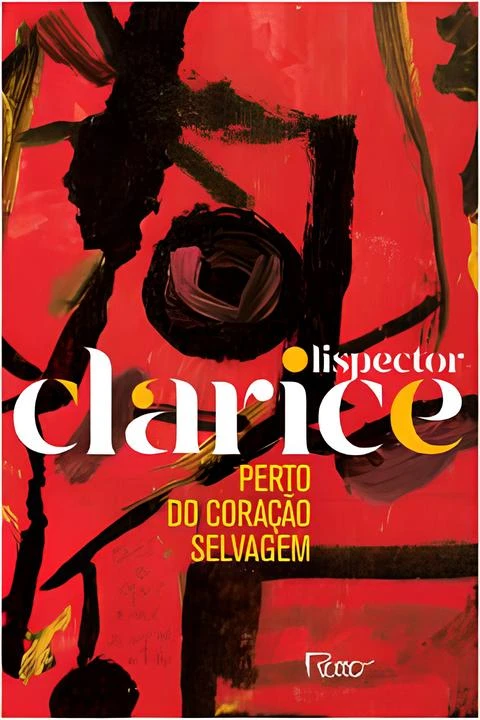 lispector
clarice
PERTO
DO CORAÇÃO
SELVAGEM
Rocco